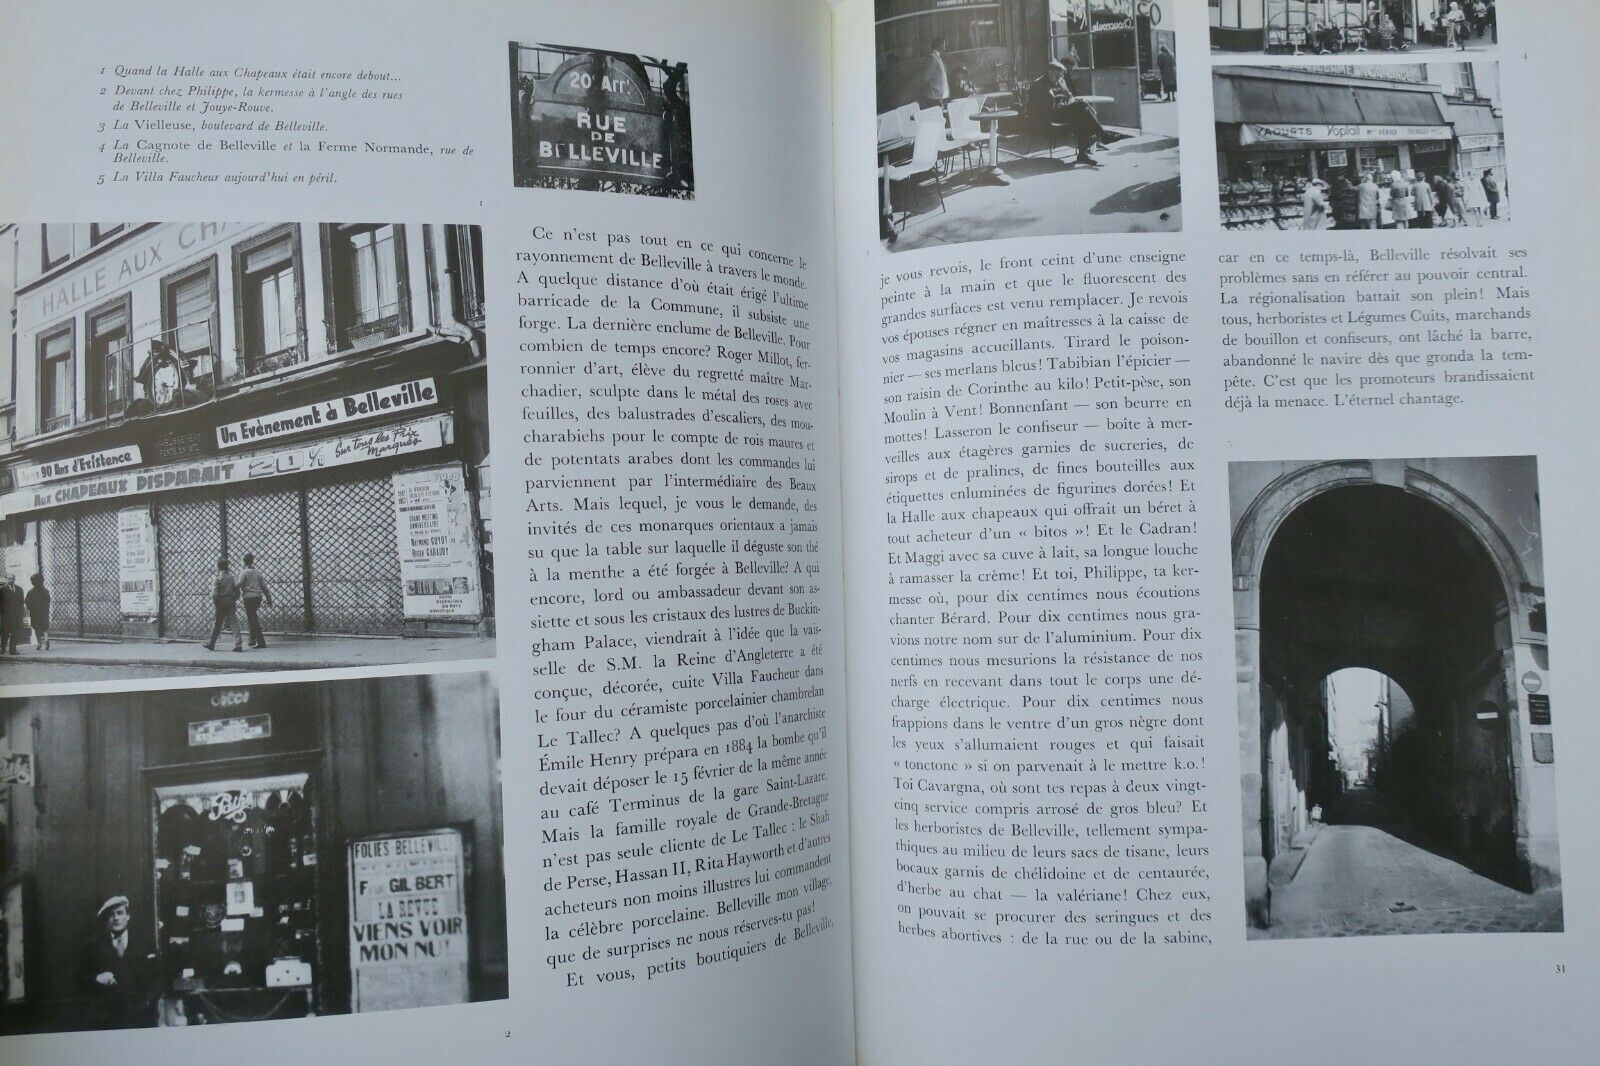 1 Quand la Halle aux Chapeaux était encore debout...
2 Devant chez Philippe, la kermesse à l'angle des rues
de Belleville et Jouye-Rouve.
3 La Vielleuse, boulevard de Belleville.
4 La Cagnote de Belleville et la Ferme Normande, rue de
Belleville.
5 La Villa Faucheur aujourd'hui en péril.
1
HALLE AUX CHA
Un Evènement à Belleville
90 Ans d'Existence
Sur tous les Prix
Marqués
Aux CHAPEAUX DISPARAIT 20%
GRAND MEETING
ANNIVERSAIRE
RAYMOND GUYOT
ROGER GARAUDY
FOLIES-BELLEVILLE
GILBERT
LA REVUE
VIENS VOIR
MON NU!
2
20e Arrt.
RUE
DE
BELLEVILLE
Ce n'est pas tout en ce qui concerne le
rayonnement de Belleville à travers le monde.
A quelque distance d'où était érigé l'ultime
barricade de la Commune, il subsiste une
forge. La dernière enclume de Belleville. Pour
combien de temps encore? Roger Millot, fer-
ronnier d'art, élève du regretté maître Mar-
chadier, sculpte dans le métal des roses avec
feuilles, des balustrades d'escaliers, des mou-
charabiehs pour le compte de rois maures et
de potentats arabes dont les commandes lui
parviennent par l'intermédiaire des Beaux
Arts. Mais lequel, je vous le demande, des
invités de ces monarques orientaux a jamais
su que la table sur laquelle il déguste son thé
à la menthe a été forgée à Belleville? A qui
encore, lord ou ambassadeur devant son as-
siette et sous les cristaux des lustres de Buckin-
gham Palace, viendrait à l'idée que la vais-
selle de S.M. la Reine d'Angleterre a été
conçue, décorée, cuite Villa Faucheur dans
le four du céramiste porcelainier chambrelan
Le Tallec? A quelques pas d'où l'anarchiste
Émile Henry prépara en 1884 la bombe qu'il
devait déposer le 15 février de la même année
au café Terminus de la gare Saint-Lazare.
Mais la famille royale de Grande-Bretagne
n'est pas seule cliente de Le Tallec : le Shah
de Perse, Hassan II, Rita Hayworth et d'autres
acheteurs non moins illustres lui commandent
la célèbre porcelaine. Belleville mon village,
que de surprises ne nous réserves-tu pas!
Et vous, petits boutiquiers de Belleville,
3
je vous revois, le front ceint d'une enseigne
peinte à la main et que le fluorescent des
grandes surfaces est venu remplacer. Je revois
vos épouses régner en maîtresses à la caisse de
vos magasins accueillants. Tirard le poison-
nier — ses merlans bleus! Tabibian l'épicier —
son raisin de Corinthe au kilo! Petit-pèse, son
Moulin à Vent! Bonnenfant — son beurre en
mottes! Lasseron le confiseur — boîte à mer-
veilles aux étagères garnies de sucreries, de
sirops et de pralines, de fines bouteilles aux
étiquettes enluminées de figurines dorées! Et
la Halle aux chapeaux qui offrait un béret à
tout acheteur d'un « bitos »! Et le Cadran!
Et Maggi avec sa cuve à lait, sa longue louche
à ramasser la crème! Et toi, Philippe, ta ker-
messe où, pour dix centimes nous écoutions
chanter Bérard. Pour dix centimes nous gra-
vions notre nom sur de l'aluminium. Pour dix
centimes nous mesurions la résistance de nos
nerfs en recevant dans tout le corps une dé-
charge électrique. Pour dix centimes nous
frappions dans le ventre d'un gros nègre dont
les yeux s'allumaient rouges et qui faisait
« tonctonc » si on parvenait à le mettre k.o.!
Toi Cavargna, où sont tes repas à deux vingt-
cinq service compris arrosé de gros bleu? Et
les herboristes de Belleville, tellement sympa-
thiques au milieu de leurs sacs de tisane, leurs
bocaux garnis de chélidoine et de centaurée,
d'herbe au chat — la valériane! Chez eux,
on pouvait se procurer des seringues et des
herbes abortives : de la rue ou de la sabine,
4
YAOURTS Yoplait
car en ce temps-là, Belleville résolvait ses
problèmes sans en référer au pouvoir central.
La régionalisation battait son plein! Mais
tous, herboristes et Légumes Cuits, marchands
de bouillon et confiseurs, ont lâché la barre,
abandonné le navire dès que gronda la tem-
pête. C'est que les promoteurs brandissaient
déjà la menace. L'éternel chantage.
5
31